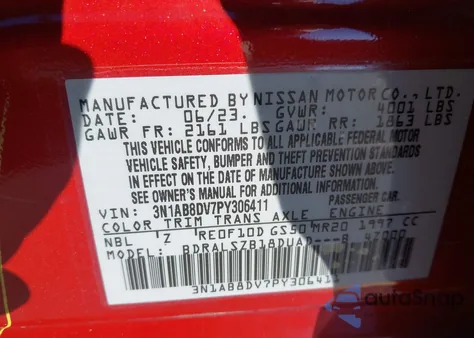 MANUFACTURED BY NISSAN MOTOR CO., LTD.
DATE: 06/23. GVWR: 4001 LBS
GAWR FR: 2161 LBS GAWR RR: 1863 LBS
THIS VEHICLE CONFORMS TO ALL APPLICABLE FEDERAL MOTOR
VEHICLE SAFETY, BUMPER AND THEFT PREVENTION STANDARDS
IN EFFECT ON THE DATE OF MANUFACTURE SHOWN ABOVE.
SEE OWNER'S MANUAL FOR ADDITIONAL INFORMATION.
VIN: 3N1AB8DV7PY306411 PASSENGER CAR.
COLOR TRIM TRANS AXLE ENGINE
NBL Z RE0F10D GS50 MR20 1997 CC
MODEL: BDRALSZB18DUAD---B 47000
3N1AB8DV7PY306411
autoSnap